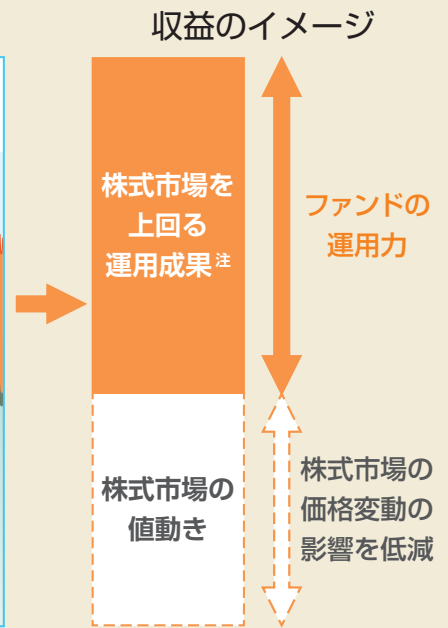 収益のイメージ
株式市場を
上回る
運用成果注
ファンドの
運用力
株式市場の
値動き
株式市場の
価格変動の
影響を低減